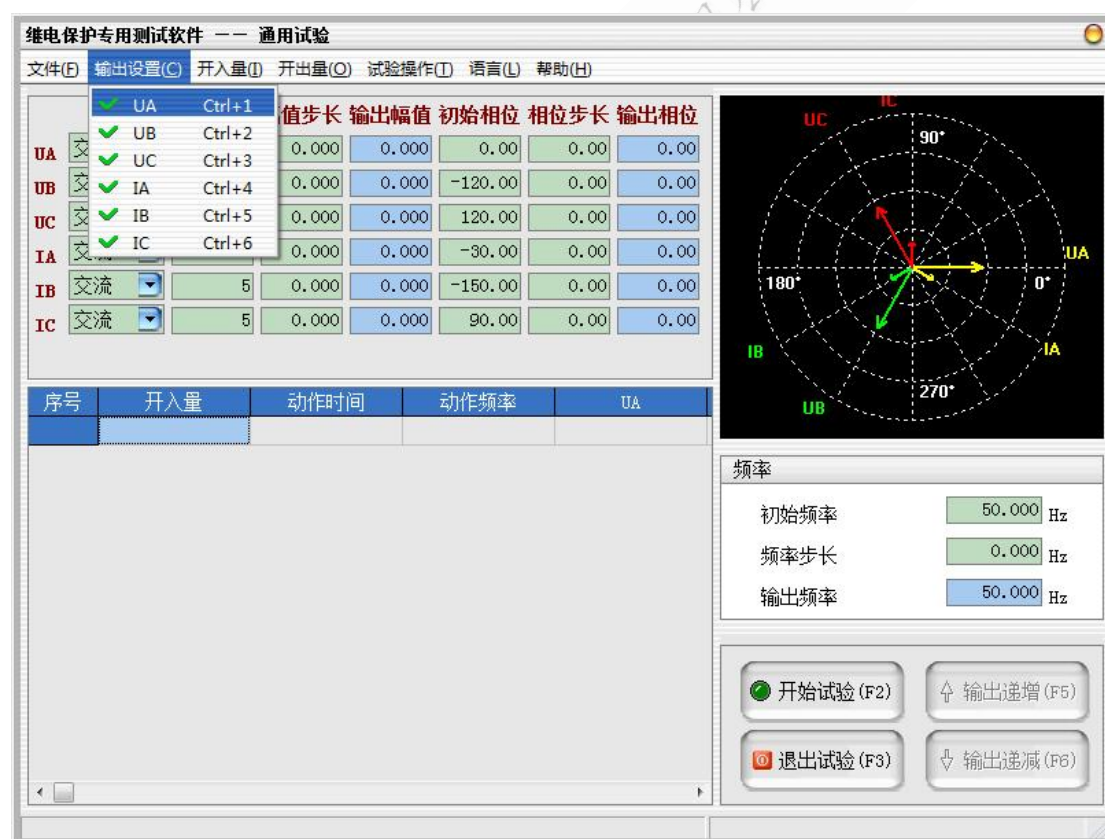 继电保护专用测试软件 —— 通用试验
文件(F) 输出设置(C) 开入量(I) 开出量(O) 试验操作(T) 语言(L) 帮助(H)
UA Ctrl+1
UB Ctrl+2
UC Ctrl+3
IA Ctrl+4
IB Ctrl+5
IC Ctrl+6
值步长 输出幅值 初始相位 相位步长 输出相位
UA 交 0.000 0.000 0.00 0.00 0.00
UB 交 0.000 0.000 -120.00 0.00 0.00
UC 交 0.000 0.000 120.00 0.00 0.00
IA 交 0.000 0.000 -30.00 0.00 0.00
IB 交流 5 0.000 0.000 -150.00 0.00 0.00
IC 交流 5 0.000 0.000 90.00 0.00 0.00
IC
UC
90°
UA
180°
0°
IB
IA
270°
UB
序号 开入量 动作时间 动作频率 UA
频率
初始频率 50.000 Hz
频率步长 0.000 Hz
输出频率 50.000 Hz
开始试验(F2) 输出递增(F5)
退出试验(F3) 输出递减(F6)